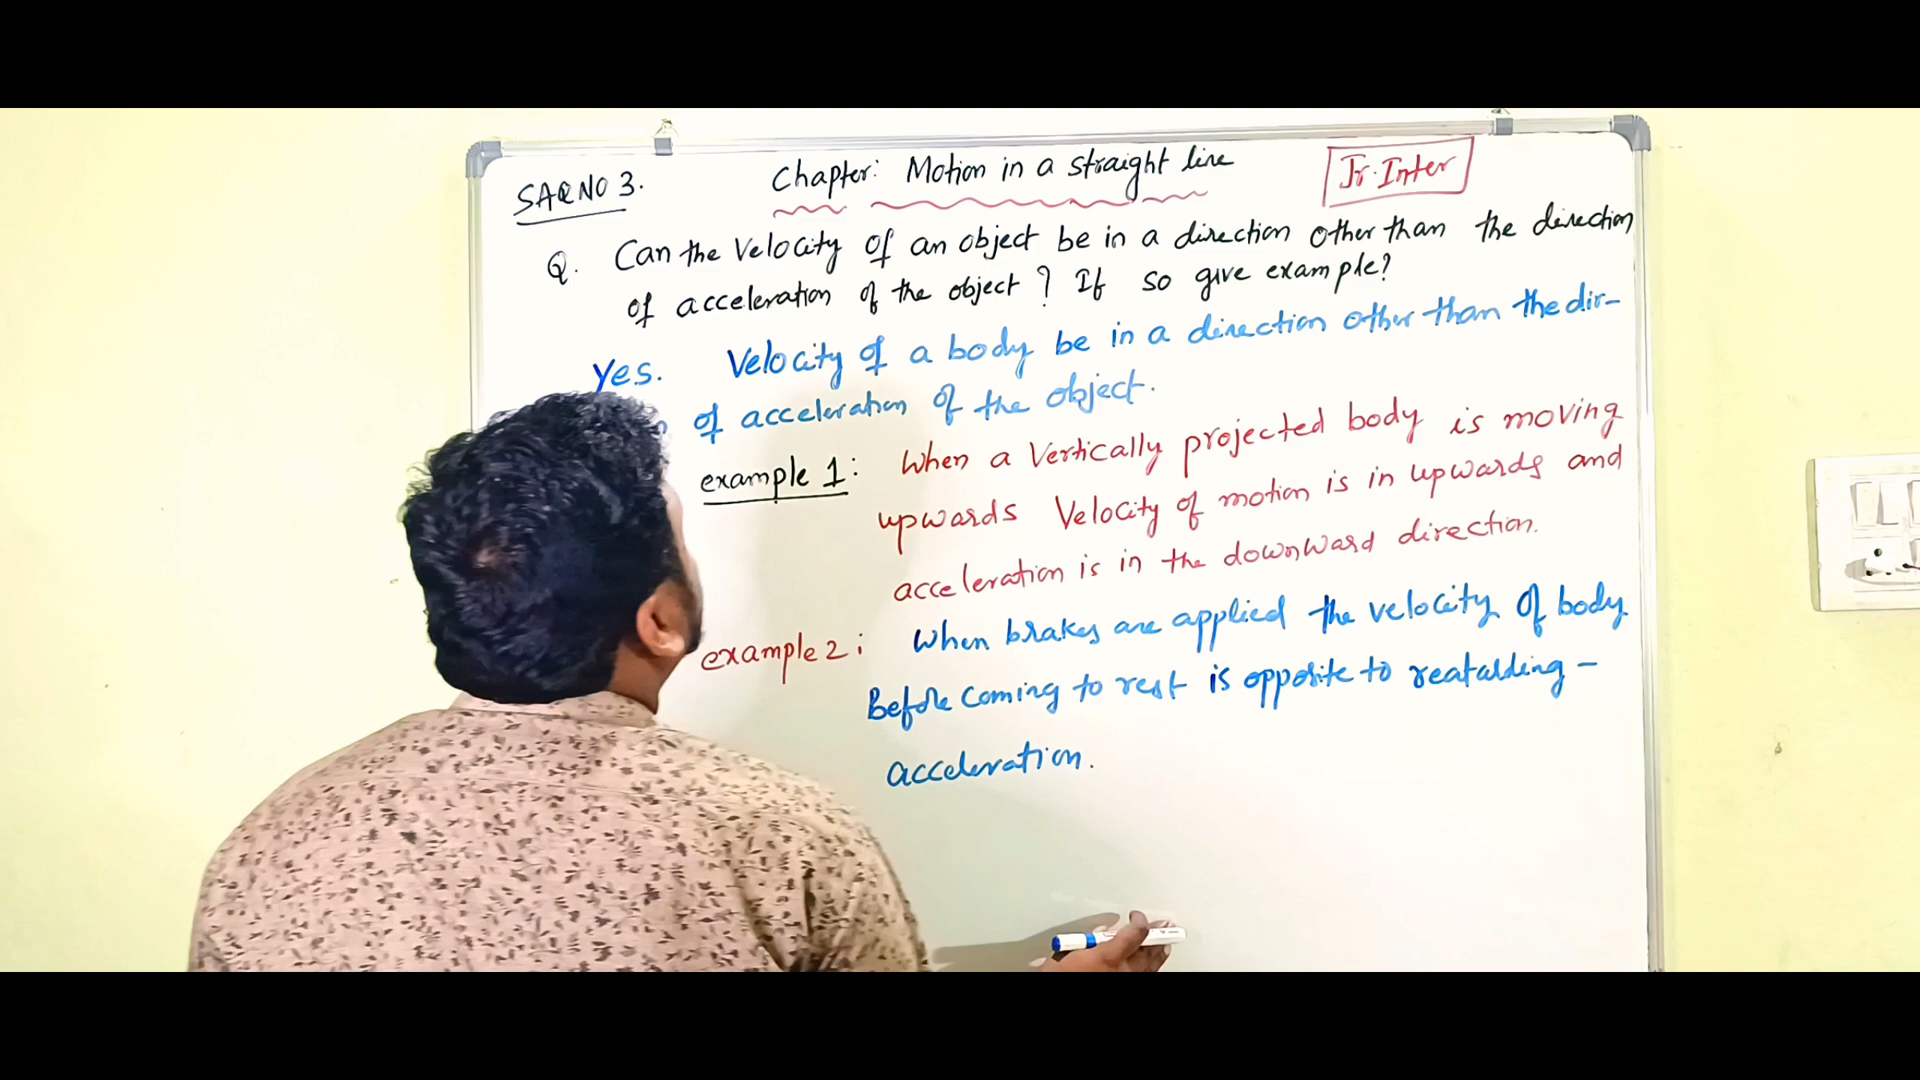 SAQ NO 3.
Chapter: Motion in a straight line
Jr. Inter
Q. Can the Velocity of an object be in a direction other than the direction
of acceleration of the object? If so give example?
Yes. Velocity of a body be in a direction other than the dir-
of acceleration of the object.
example 1: When a Vertically projected body is moving
upwards Velocity of motion is in upwards and
acceleration is in the downward direction.
example 2: When brakes are applied the velocity of body
Before coming to rest is opposite to reatarding -
acceleration.